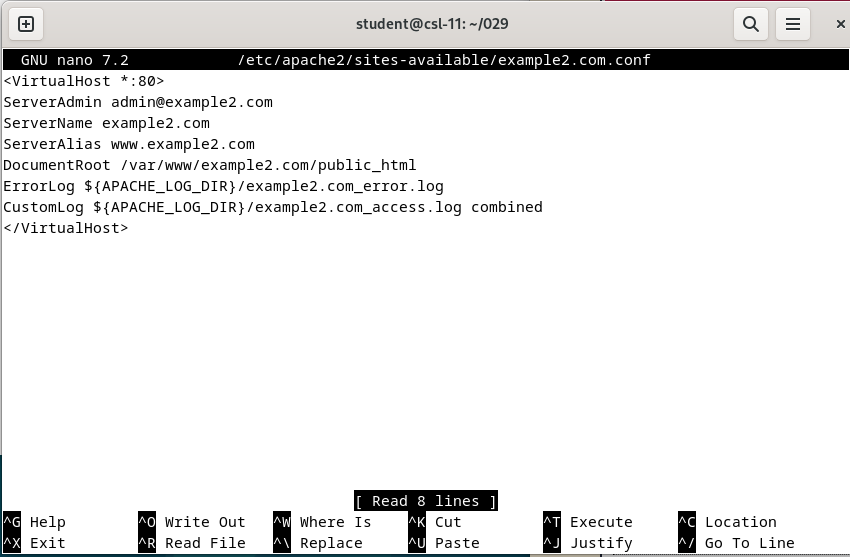 student@csl-11: ~/029
GNU nano 7.2 /etc/apache2/sites-available/example2.com.conf
<VirtualHost *:80>
ServerAdmin admin@example2.com
ServerName example2.com
ServerAlias www.example2.com
DocumentRoot /var/www/example2.com/public_html
ErrorLog ${APACHE_LOG_DIR}/example2.com_error.log
CustomLog ${APACHE_LOG_DIR}/example2.com_access.log combined
</VirtualHost>
[ Read 8 lines ]
^G Help ^O Write Out ^W Where Is ^K Cut ^T Execute ^C Location
^X Exit ^R Read File ^\ Replace ^U Paste ^J Justify ^/ Go To Line